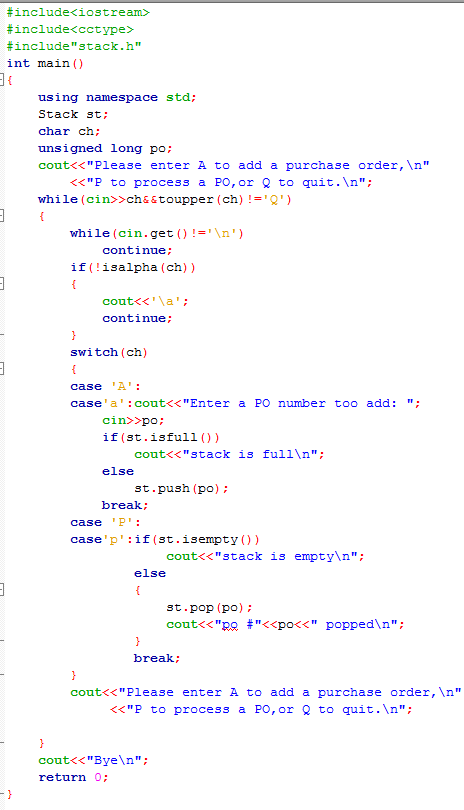 #include<iostream>
#include<cctype>
#include"stack.h"
int main()
{
    using namespace std;
    Stack st;
    char ch;
    unsigned long po;
    cout<<"Please enter A to add a purchase order,\n"
        <<"P to process a PO,or Q to quit.\n";
    while(cin>>ch&&toupper(ch)!='Q')
    {
        while(cin.get()!='\n')
            continue;
        if(!isalpha(ch))
        {
            cout<<'\a';
            continue;
        }
        switch(ch)
        {
        case 'A':
        case'a':cout<<"Enter a PO number too add: ";
            cin>>po;
            if(st.isfull())
                cout<<"stack is full\n";
            else
                st.push(po);
            break;
        case 'P':
        case'p':if(st.isempty())
                    cout<<"stack is empty\n";
                else
                {
                    st.pop(po);
                    cout<<"po #"<<po<<" popped\n";
                }
                break;
        }
        cout<<"Please enter A to add a purchase order,\n"
             <<"P to process a PO,or Q to quit.\n";

    }
    cout<<"Bye\n";
    return 0;
}